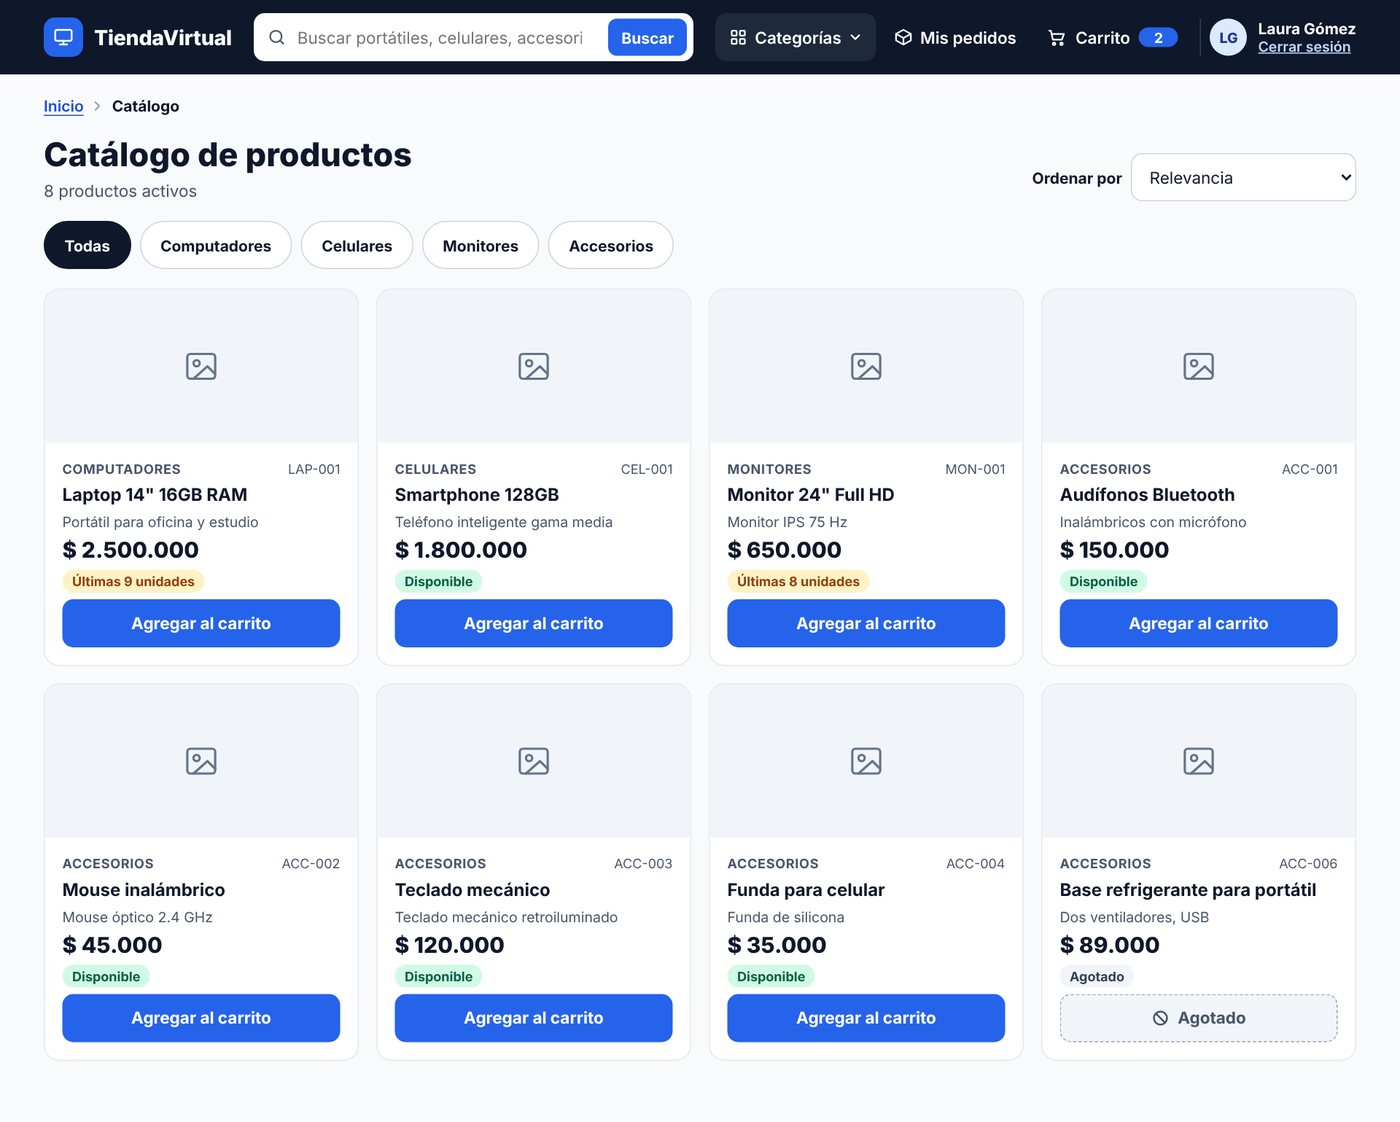 TiendaVirtual
Buscar portátiles, celulares, accesori
Buscar
Categorías
Mis pedidos
Carrito 2
LG
Laura Gómez
Cerrar sesión
Inicio > Catálogo
Catálogo de productos
8 productos activos
Ordenar por Relevancia
Todas
Computadores
Celulares
Monitores
Accesorios
COMPUTADORES LAP-001
Laptop 14" 16GB RAM
Portátil para oficina y estudio
$ 2.500.000
Últimas 9 unidades
Agregar al carrito
CELULARES CEL-001
Smartphone 128GB
Teléfono inteligente gama media
$ 1.800.000
Disponible
Agregar al carrito
MONITORES MON-001
Monitor 24" Full HD
Monitor IPS 75 Hz
$ 650.000
Últimas 8 unidades
Agregar al carrito
ACCESORIOS ACC-001
Audífonos Bluetooth
Inalámbricos con micrófono
$ 150.000
Disponible
Agregar al carrito
ACCESORIOS ACC-002
Mouse inalámbrico
Mouse óptico 2.4 GHz
$ 45.000
Disponible
Agregar al carrito
ACCESORIOS ACC-003
Teclado mecánico
Teclado mecánico retroiluminado
$ 120.000
Disponible
Agregar al carrito
ACCESORIOS ACC-004
Funda para celular
Funda de silicona
$ 35.000
Disponible
Agregar al carrito
ACCESORIOS ACC-006
Base refrigerante para portátil
Dos ventiladores, USB
$ 89.000
Agotado
Agotado